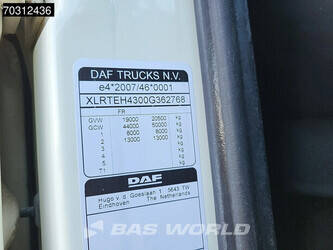 70312436
DAF TRUCKS N.V.
e4*2007/46*0001
XLRTEH4300G362768
FR
GVW 19000 20500 kg
GCW 44000 50000 kg
1 8000 8000 kg
2 13000 13000 kg
3 kg
4 kg
5 kg
T1 kg
DAF
Hugo v. d. Goeslaan 1 5643 TW
Eindhoven The Netherlands
BAS WORLD